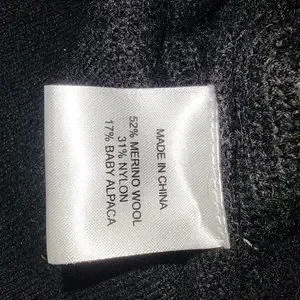 MADE IN CHINA
52% MERINO WOOL
31% NYLON
17% BABY ALPACA